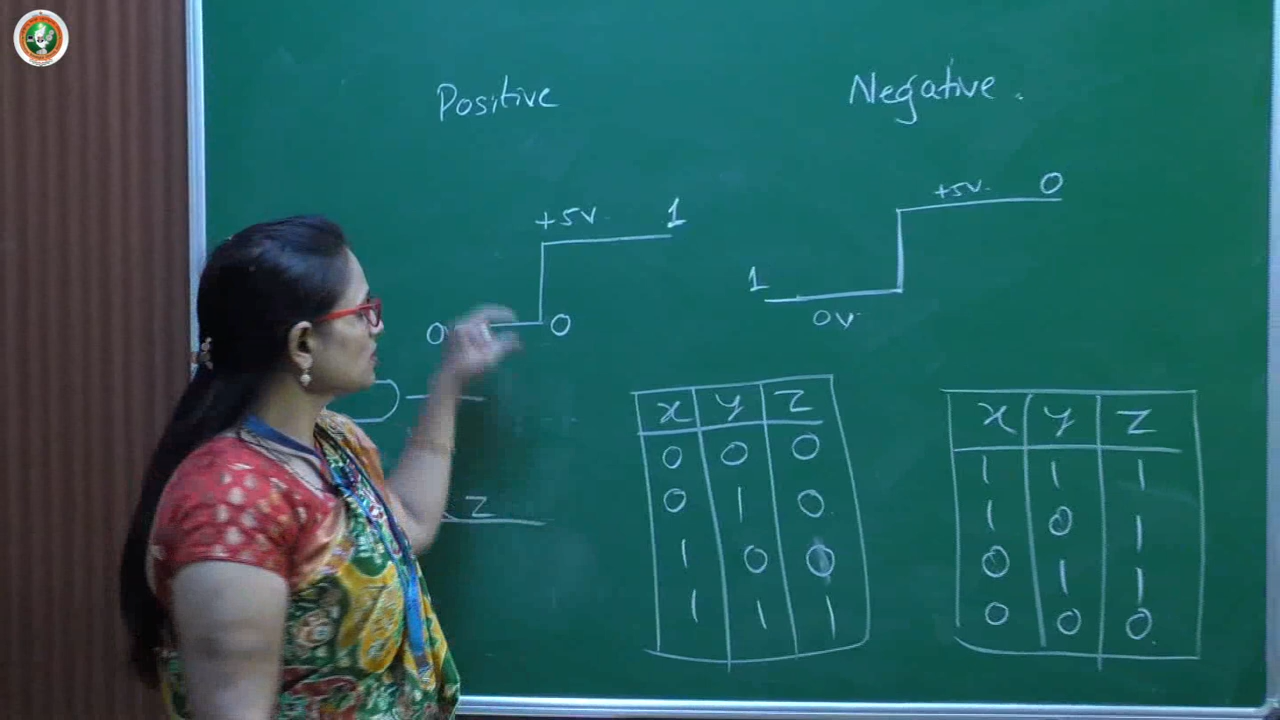 Positive
Negative.
+5V. 1
0 0
+5V. 0
1
0V
Z
x y z
0 0 0
0 1 0
1 0 0
1 1 1
x y z
1 1 1
1 0 1
0 1 1
0 0 0